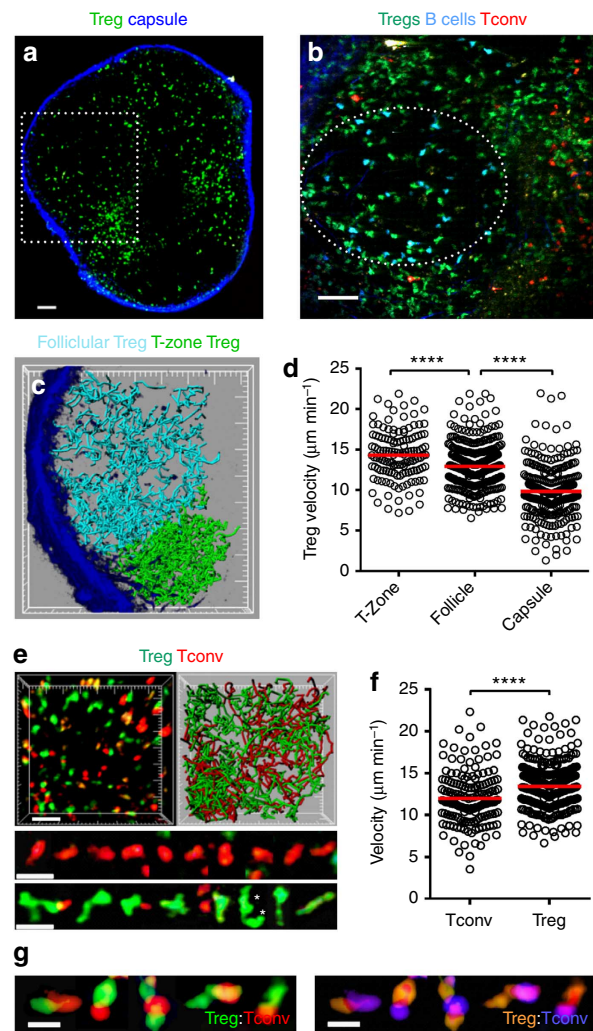 Treg capsule
a
Tregs B cells Tconv
b
Follicular Treg T-zone Treg
c
d
**** ****
25
20
15
10
5
0
Treg velocity (µm min⁻¹)
T-Zone Follicle Capsule
Treg Tconv
e
* *
f
****
25
20
15
10
5
0
Velocity (µm min⁻¹)
Tconv Treg
g
Treg:Tconv
Treg:Tconv